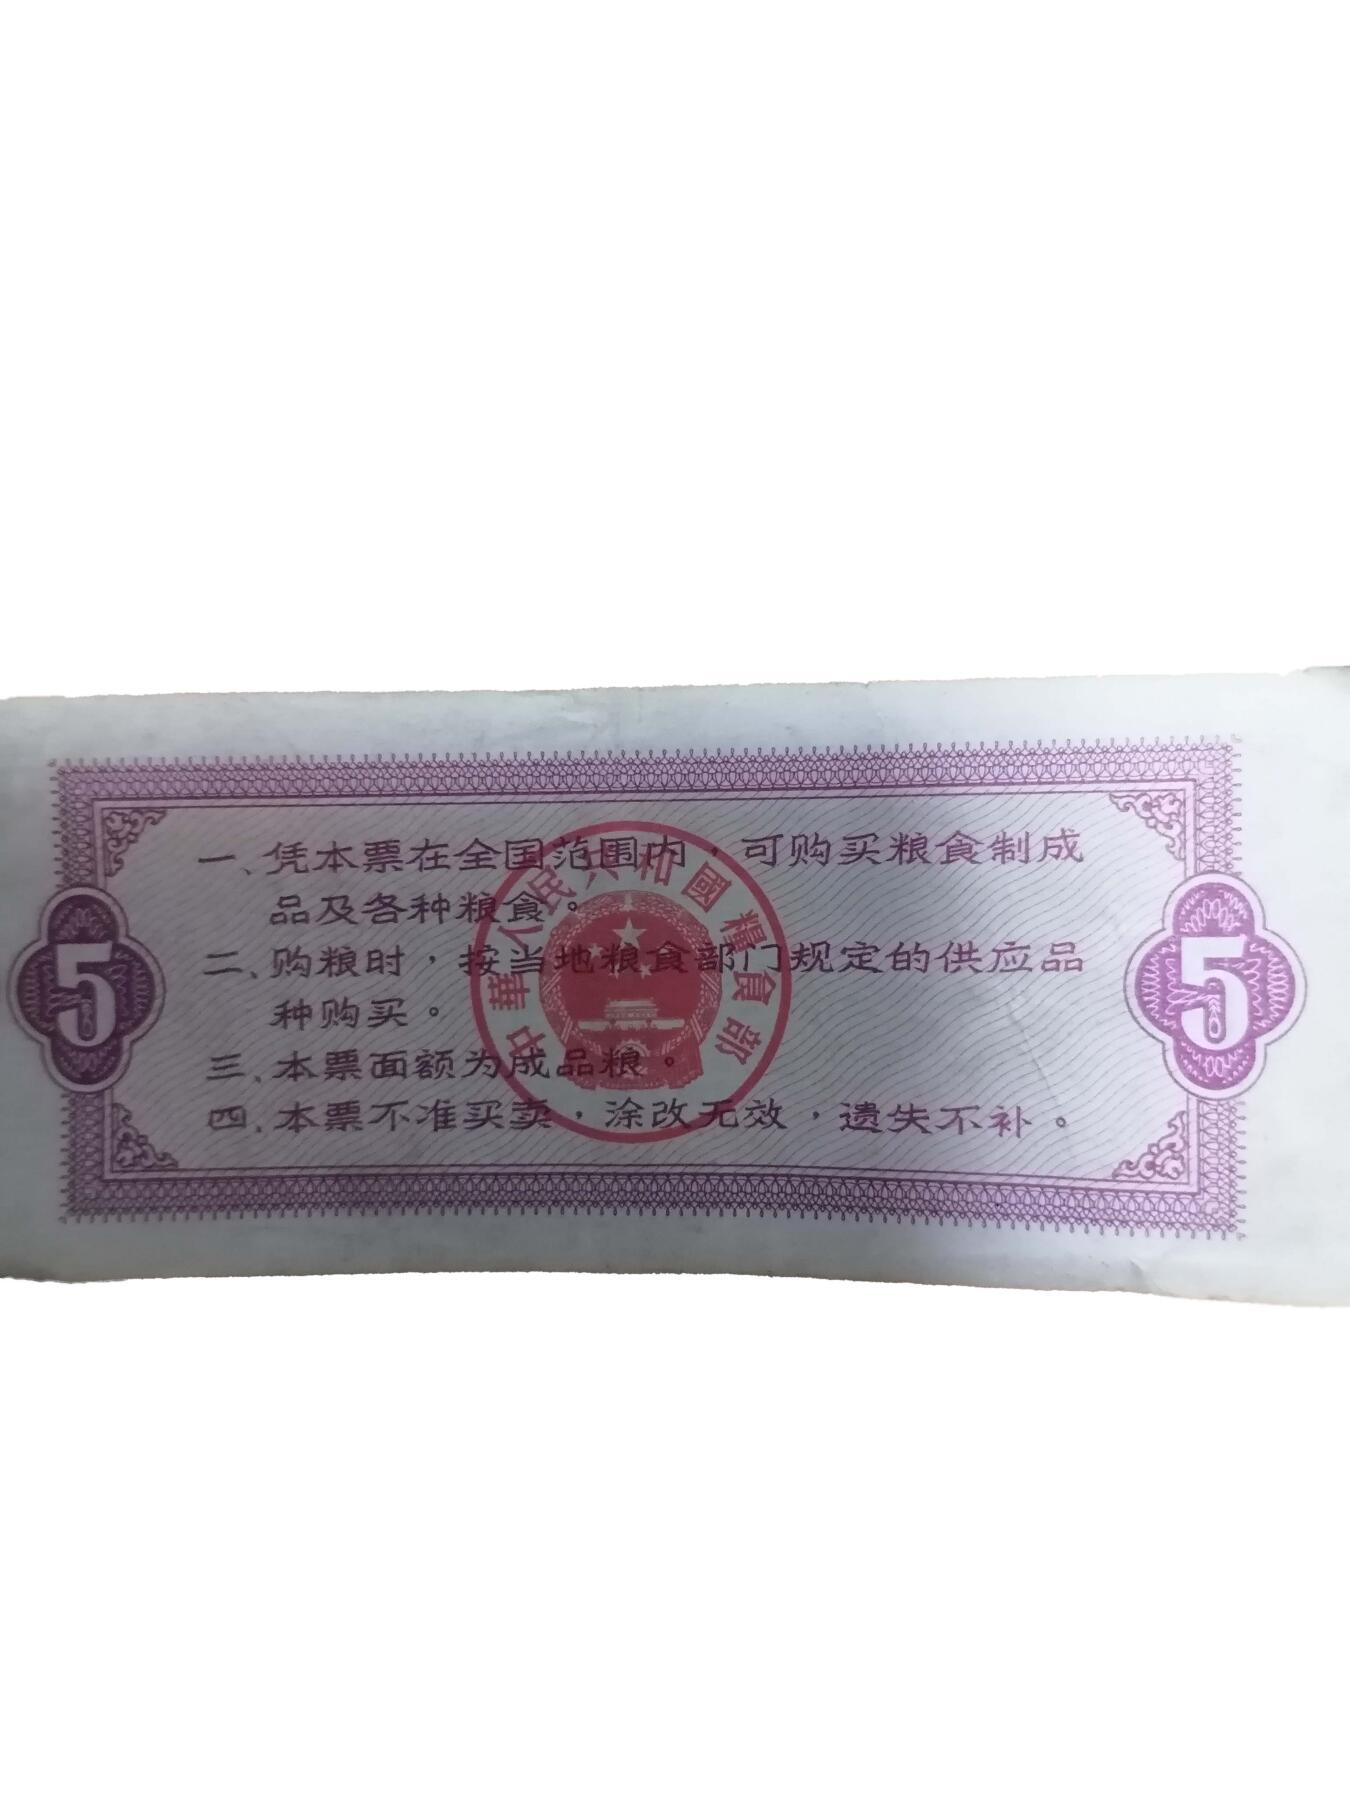 一、凭本票在全国范围内，可购买粮食制成
品及各种粮食。
二、购粮时，按当地粮食部门规定的供应品
种购买。
三、本票面额为成品粮。
四、本票不准买卖，涂改无效，遗失不补。
5
5
中華人民共和國糧食部